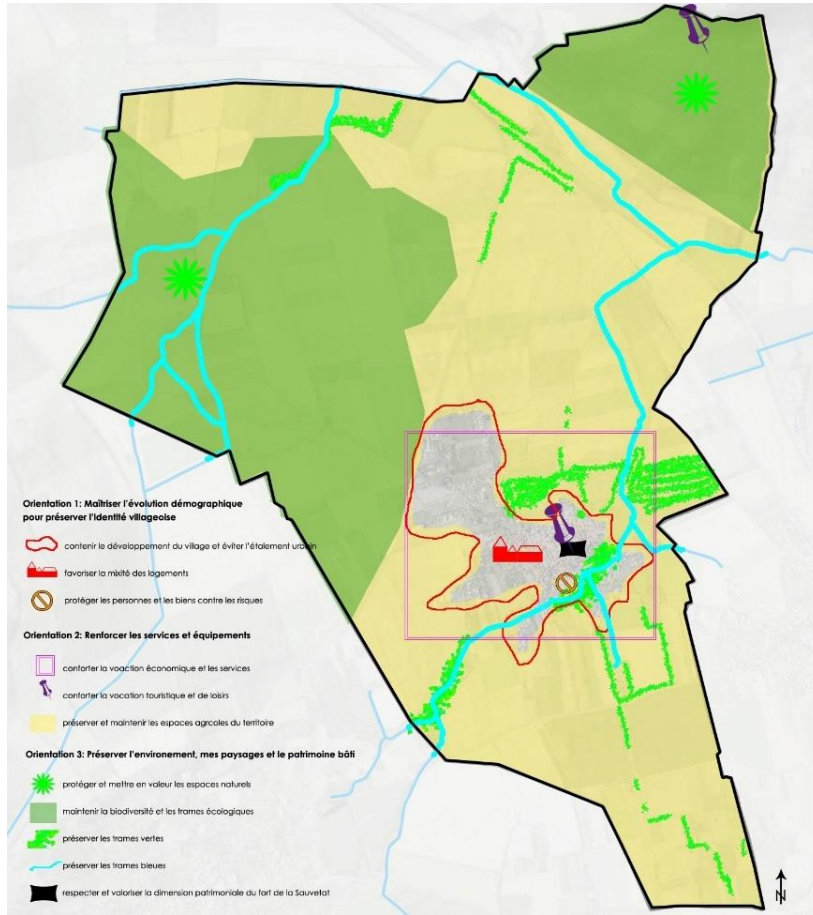 Orientation 1: Maîtriser l'évolution démographique
pour préserver l'identité villageoise
contenir le développement du village et éviter l'étalement urbain
favoriser la mixité des logements
protéger les personnes et les biens contre les risques
Orientation 2: Renforcer les services et équipements
conforter la voaction économique et les services
conforter la vocation touristique et de loisirs
préserver et maintenir les espaces agrcoles du territoire
Orientation 3: Préserver l'environement, mes paysages et le patrimoine bâti
protéger et mettre en valeur les espaces naturels
maintenir la biodiversité et les trames écologiques
préserver les trames vertes
préserver les trames bleues
respecter et valoriser la dimension patrimoniale du fort de la Sauvetat
N